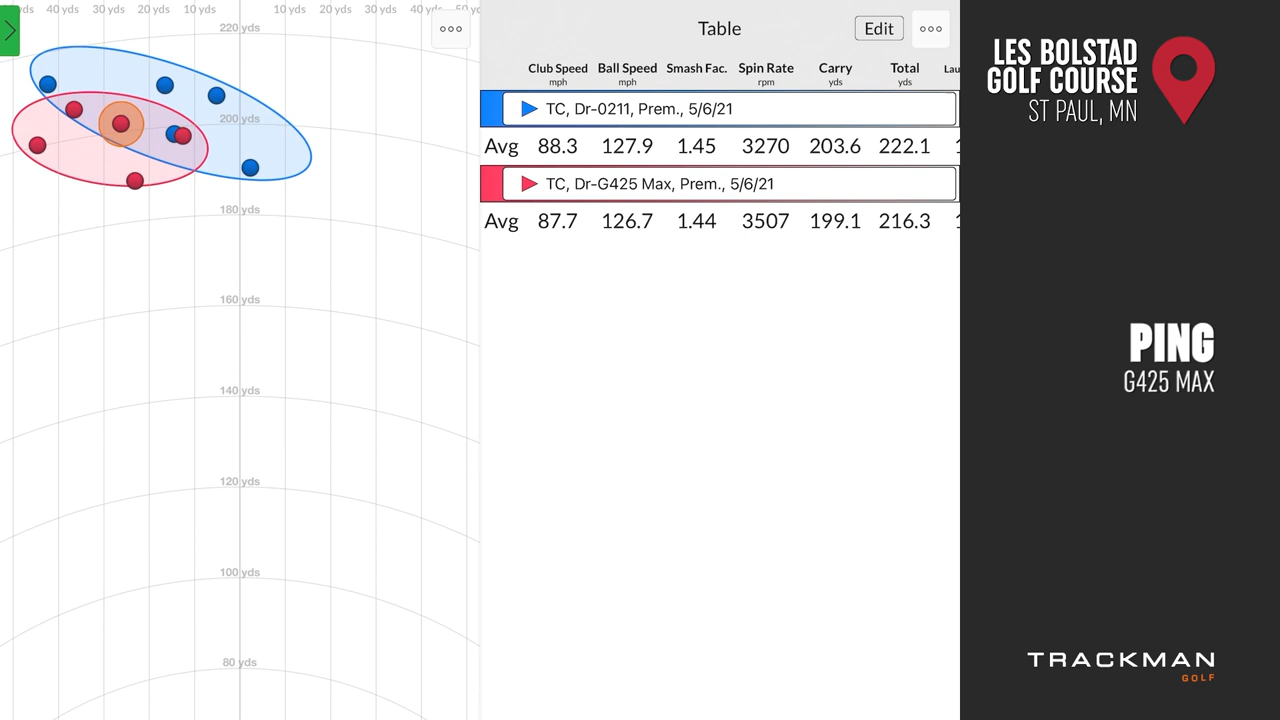 yds 40 yds 30 yds 20 yds 10 yds 10 yds 20 yds 30 yds 40 yds 50 yds
220 yds
200 yds
180 yds
160 yds
140 yds
120 yds
100 yds
80 yds
Table
Edit
Club Speed Ball Speed Smash Fac. Spin Rate Carry Total Lau
mph mph rpm yds yds
TC, Dr-0211, Prem., 5/6/21
Avg 88.3 127.9 1.45 3270 203.6 222.1
TC, Dr-G425 Max, Prem., 5/6/21
Avg 87.7 126.7 1.44 3507 199.1 216.3
LES BOLSTAD
GOLF COURSE
ST PAUL, MN
PING
G425 MAX
TRACKMAN
GOLF